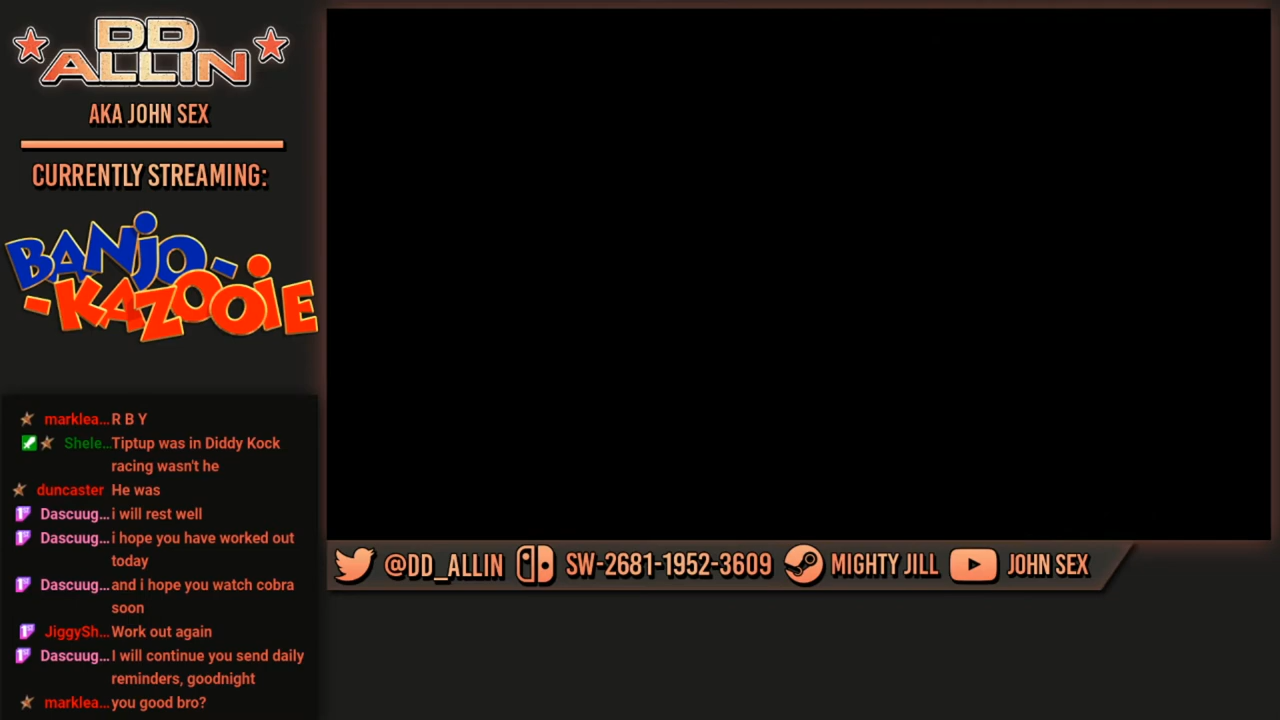 DD
ALLIN
AKA JOHN SEX
CURRENTLY STREAMING:
BANJO-
-KAZOOIE
marklea... R B Y
Shele... Tiptup was in Diddy Kock
racing wasn't he
duncaster He was
Dascuug... i will rest well
Dascuug... i hope you have worked out
today
Dascuug... and i hope you watch cobra
soon
JiggySh... Work out again
Dascuug... I will continue you send daily
reminders, goodnight
marklea... you good bro?
@DD_ALLIN SW-2681-1952-3609 MIGHTY JILL JOHN SEX